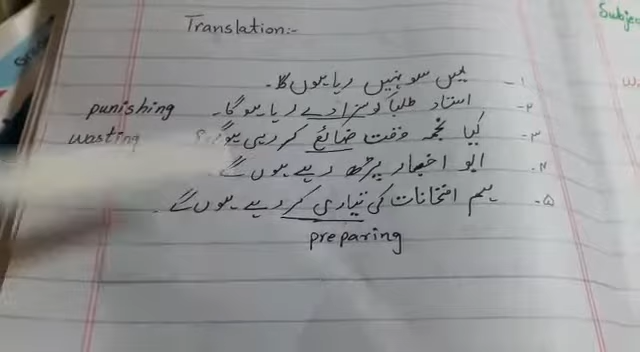 Translation:-
۱۔ میں سو نہیں رہا ہوں گا۔
۲۔ استاد طلبا کو سزا دے رہا ہو گا۔ punishing
۳۔ کیا نجمہ وقت ضائع کر رہی ہو گی؟ wasting
۴۔ ابو اخبار پڑھ رہے ہوں گے
۵۔ ہم امتحانات کی تیاری کر رہے ہوں گے۔
preparing